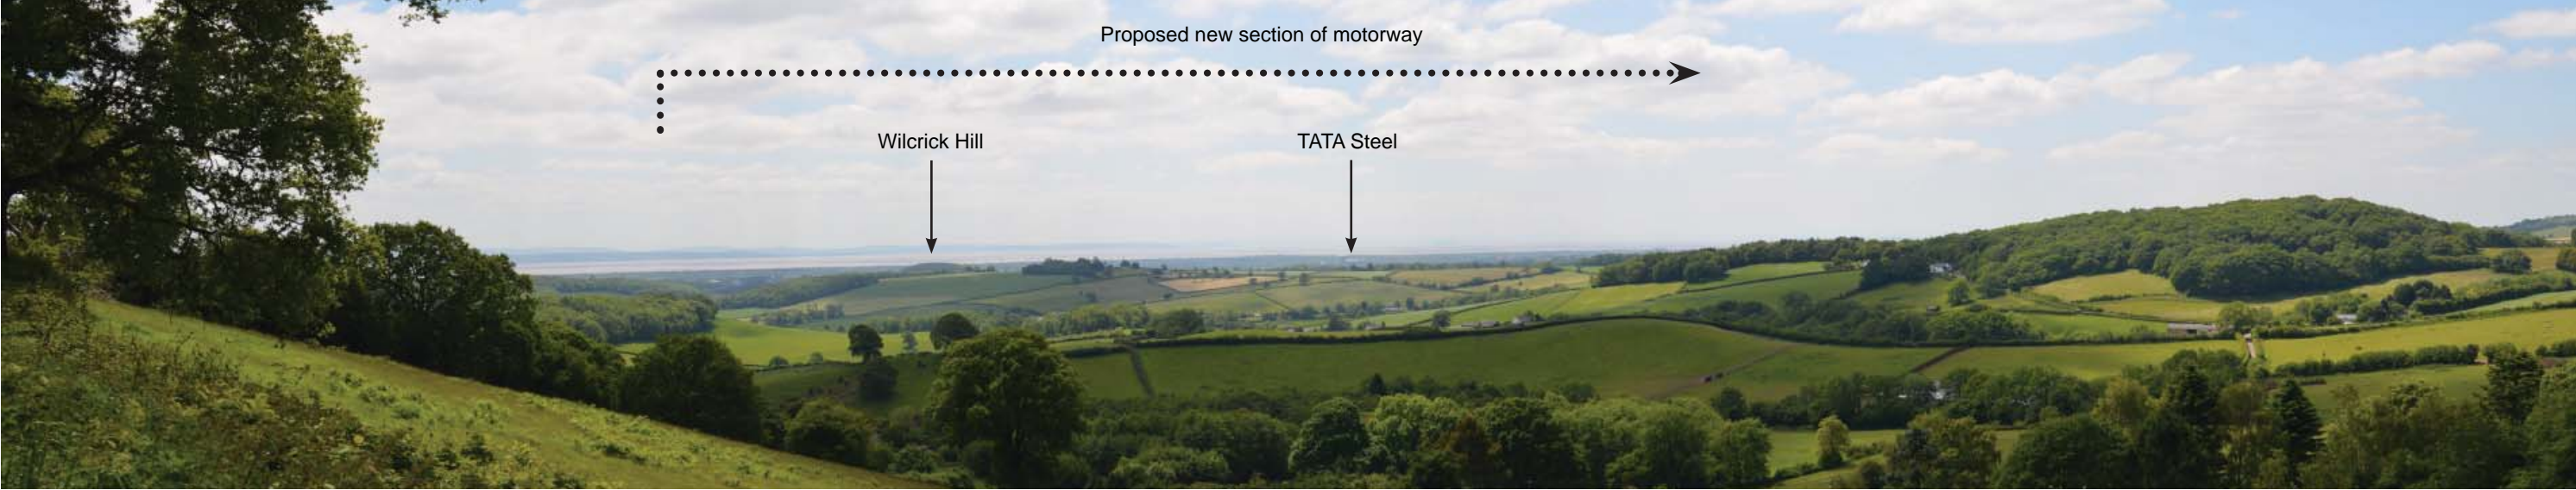 Proposed new section of motorway
Wilcrick Hill
TATA Steel